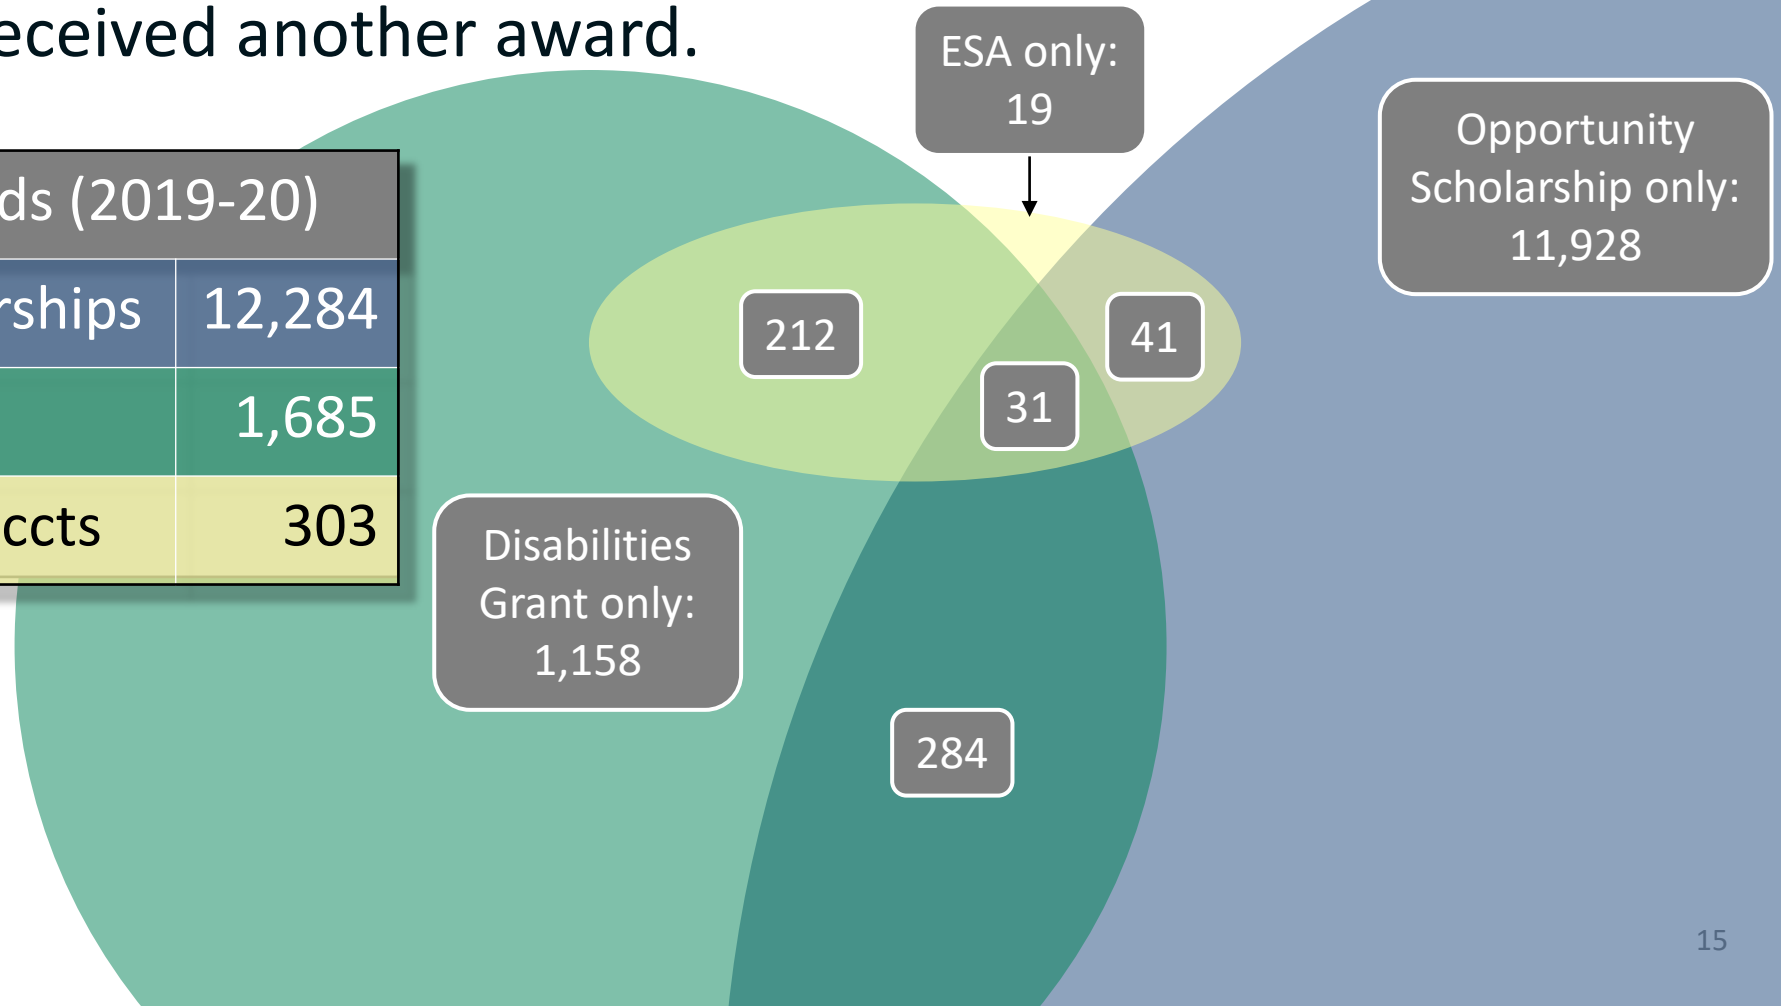 eceived another award.
ESA only:
19
Opportunity
Scholarship only:
11,928
ds (2019-20)
rships 12,284
1,685
ccts 303
212
41
31
Disabilities
Grant only:
1,158
284
15